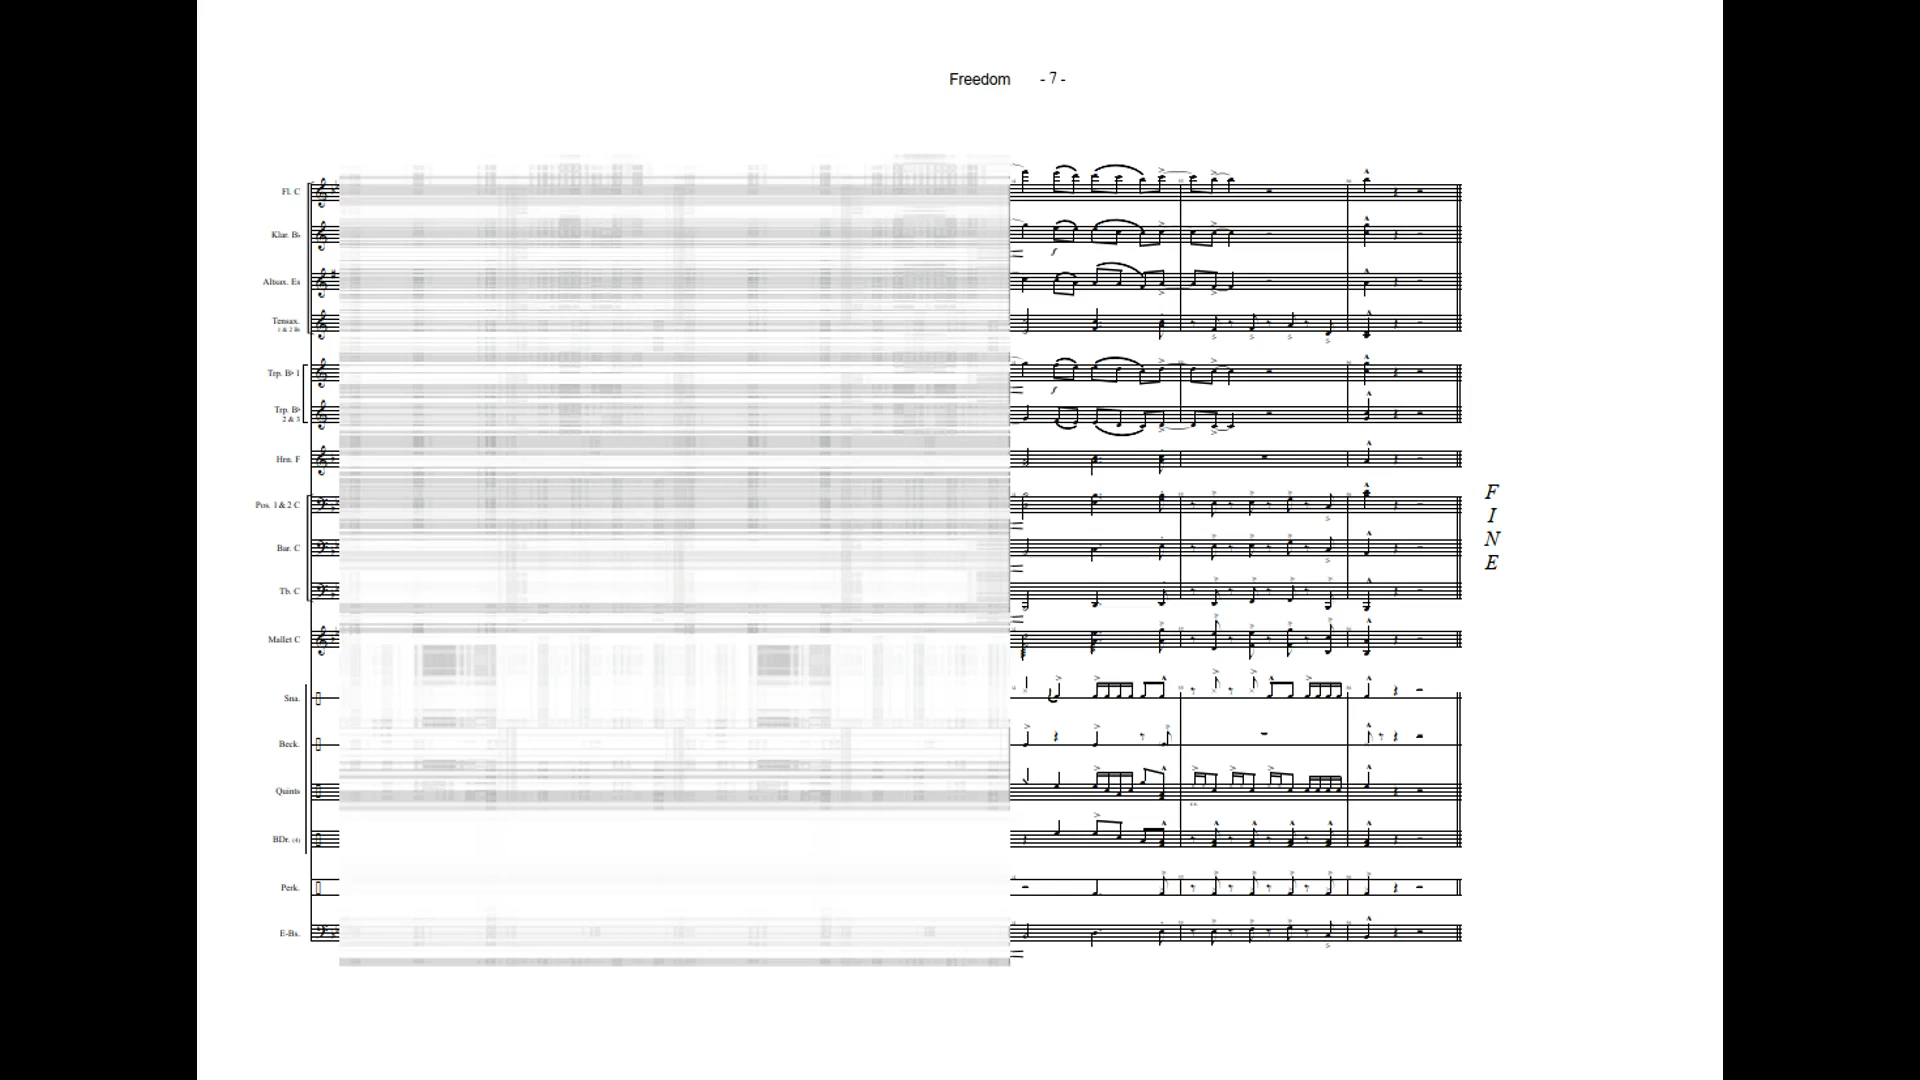 Freedom - 7 -
Fl. C
Klar. B♭
Altsax. Es
Tensax.
1 & 2 B♭
Trp. B♭ 1
Trp. B♭
2 & 3
Hrn. F
Pos. 1 & 2 C
Bar. C
Tb. C
Mallet C
Sna.
Beck.
Quints
BDr. (4)
Perk.
E-Bs.
f
f
F
I
N
E